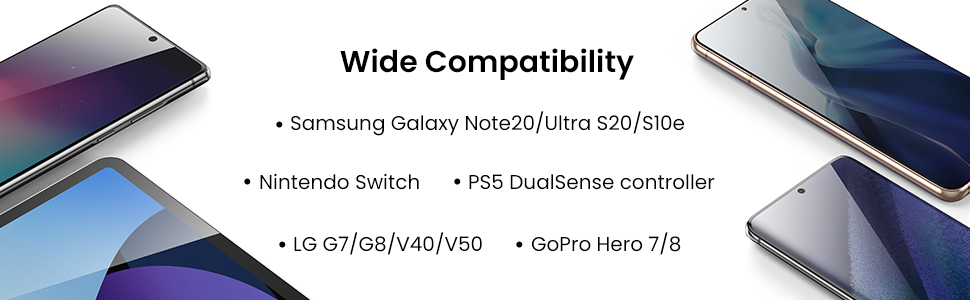 Wide Compatibility
• Samsung Galaxy Note20/Ultra S20/S10e
• Nintendo Switch • PS5 DualSense controller
• LG G7/G8/V40/V50 • GoPro Hero 7/8